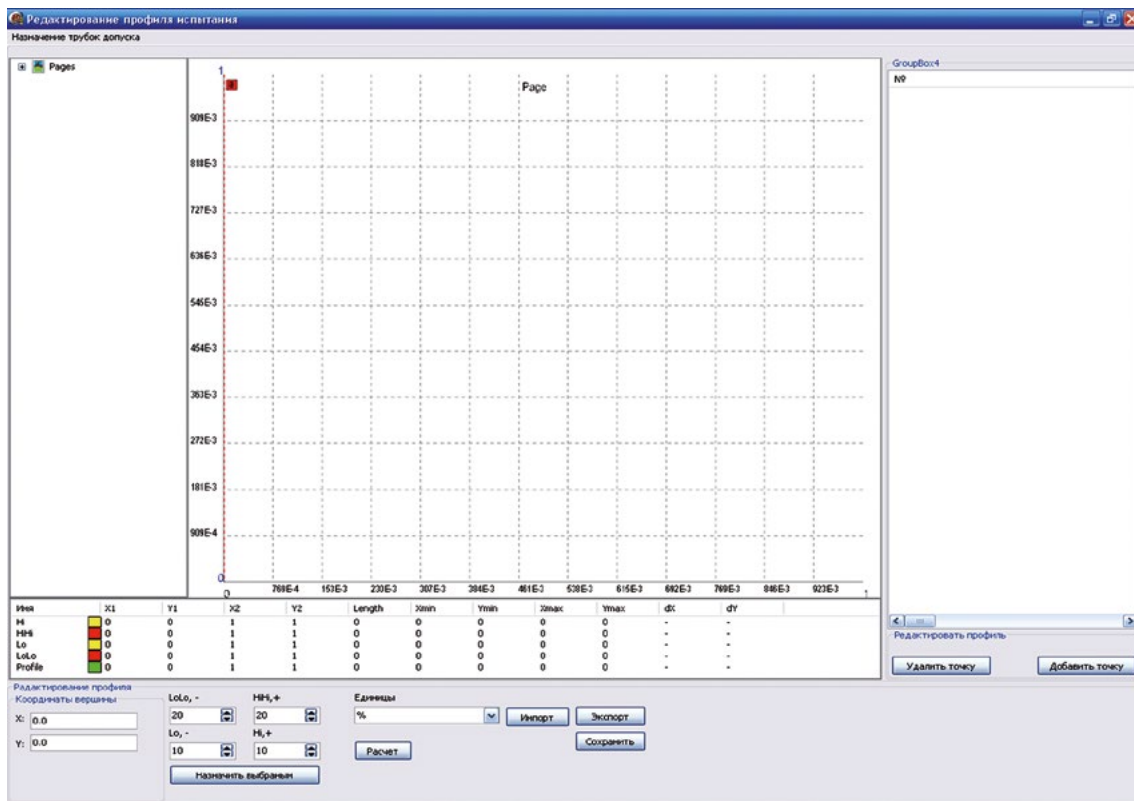 Редактирование профиля испытания
Назначение трубок допуска
Pages
GroupBox4
Nº
1
Page
909E-3
818E-3
727E-3
636E-3
545E-3
454E-3
363E-3
272E-3
181E-3
909E-4
0
0 769E-4 153E-3 230E-3 307E-3 384E-3 461E-3 538E-3 615E-3 692E-3 769E-3 846E-3 923E-3 1
Имя X1 Y1 X2 Y2 Length Xmin Ymin Xmax Ymax dX dY
Hi 0 0 1 1 0 0 0 0 0 - -
HiHi 0 0 1 1 0 0 0 0 0 - -
Lo 0 0 1 1 0 0 0 0 0 - -
LoLo 0 0 1 1 0 0 0 0 0 - -
Profile 0 0 1 1 0 0 0 0 0 - -
Редактировать профиль
Удалить точку Добавить точку
Радактирование профиля
Координаты вершины
X: 0.0
Y: 0.0
LoLo, - HiHi,+
20 20
Lo, - Hi,+
10 10
Назначить выбраным
Единицы
%
Импорт Экспорт
Сохранить
Расчет